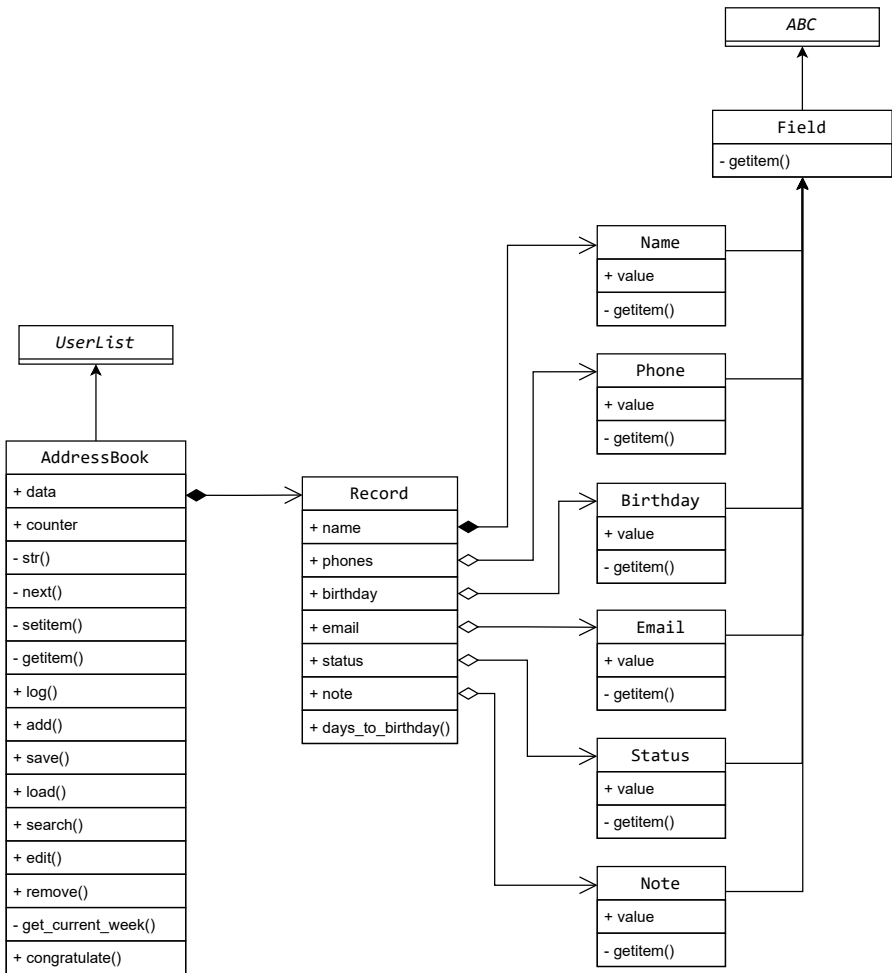 ABC
Field
- getitem()
Name
+ value
- getitem()
UserList
Phone
+ value
- getitem()
AddressBook
+ data
+ counter
- str()
- next()
- setitem()
- getitem()
+ log()
+ add()
+ save()
+ load()
+ search()
+ edit()
+ remove()
- get_current_week()
+ congratulate()
Record
+ name
+ phones
+ birthday
+ email
+ status
+ note
+ days_to_birthday()
Birthday
+ value
- getitem()
Email
+ value
- getitem()
Status
+ value
- getitem()
Note
+ value
- getitem()